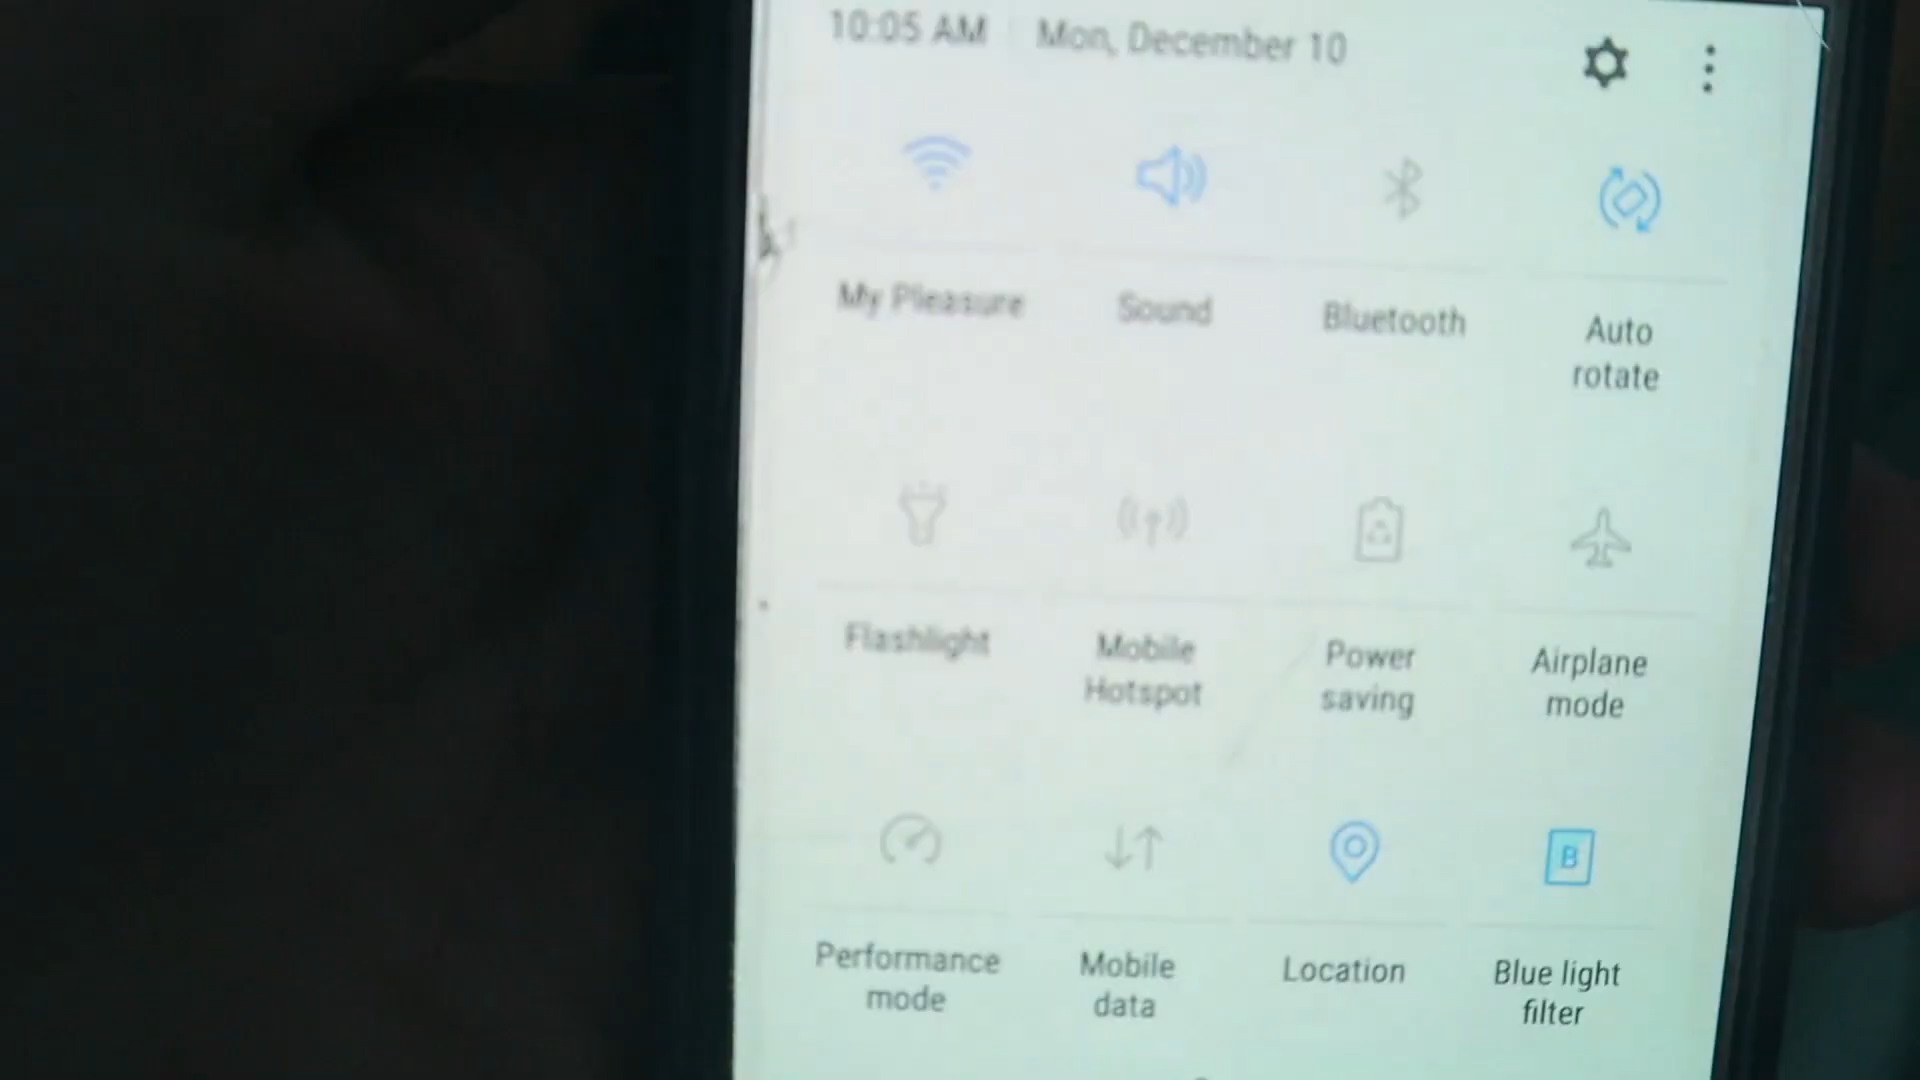 10:05 AM Mon, December 10
My Pleasure Sound Bluetooth Auto
rotate
Flashlight Mobile Power Airplane
Hotspot saving mode
B
Performance Mobile Location Blue light
mode data filter